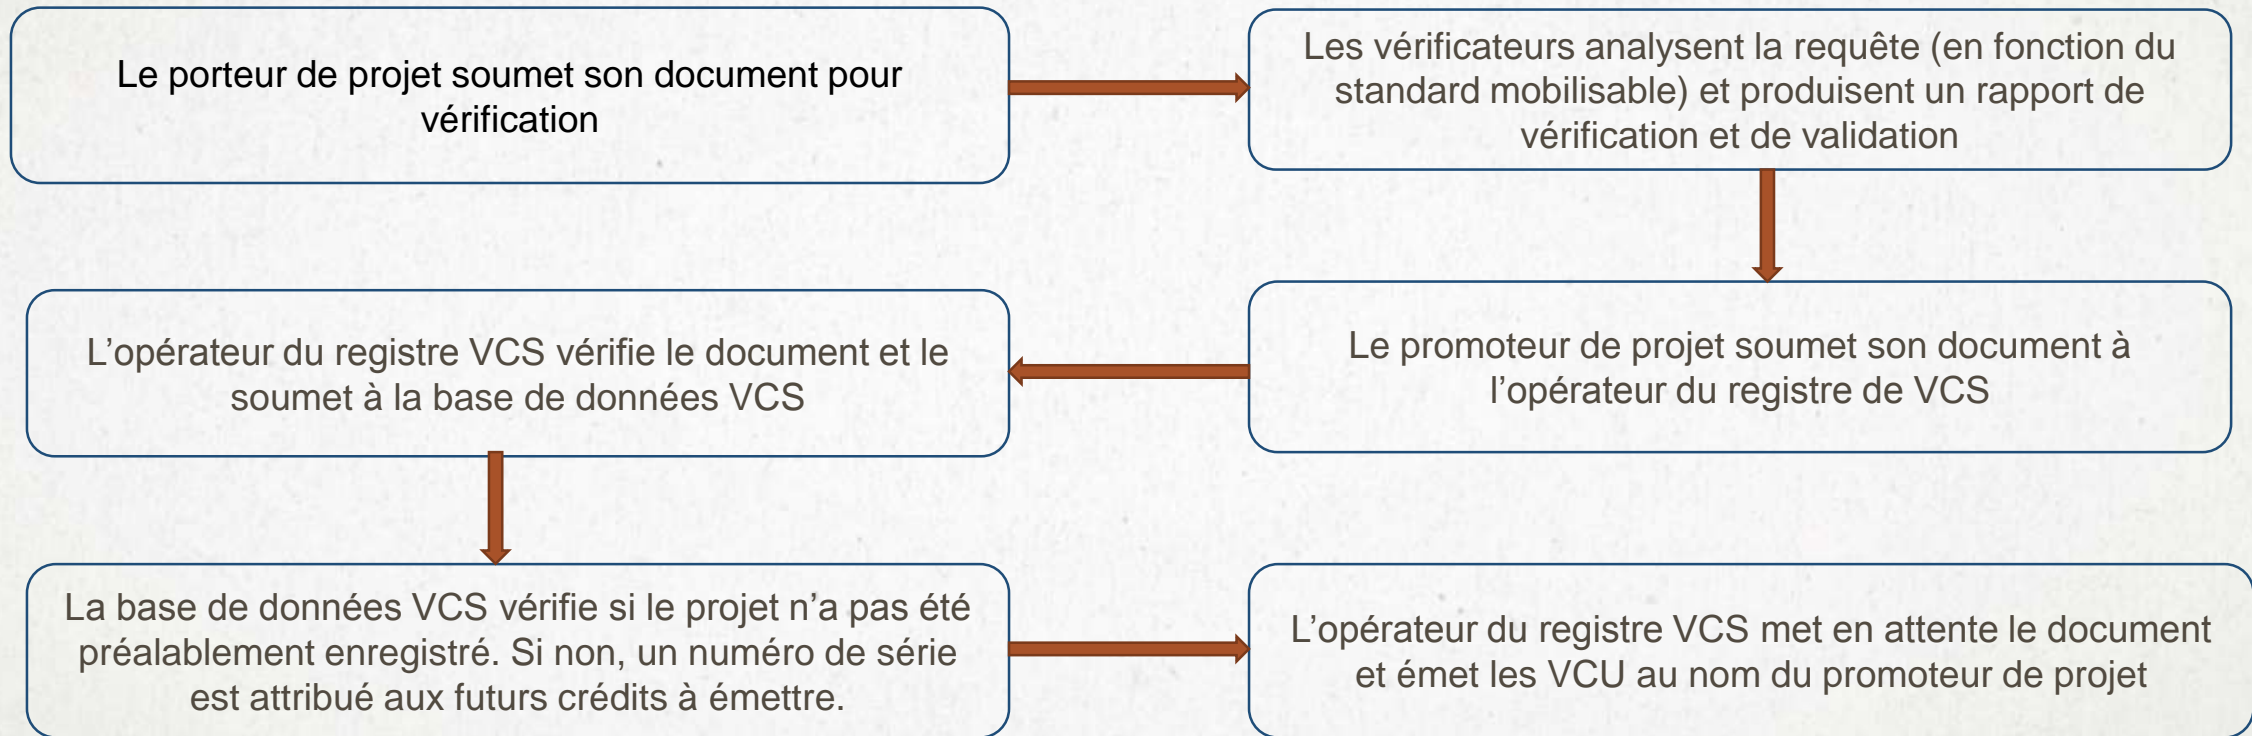 Le porteur de projet soumet son document pour
vérification
Les vérificateurs analysent la requête (en fonction du
standard mobilisable) et produisent un rapport de
vérification et de validation
Le promoteur de projet soumet son document à
l’opérateur du registre de VCS
L’opérateur du registre VCS vérifie le document et le
soumet à la base de données VCS
La base de données VCS vérifie si le projet n’a pas été
préalablement enregistré. Si non, un numéro de série
est attribué aux futurs crédits à émettre.
L’opérateur du registre VCS met en attente le document
et émet les VCU au nom du promoteur de projet